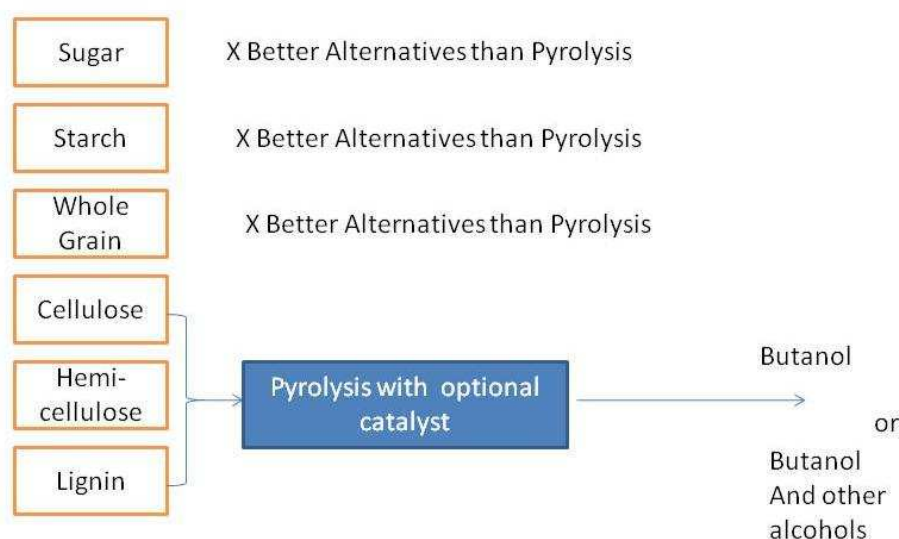 Sugar
X Better Alternatives than Pyrolysis
Starch
X Better Alternatives than Pyrolysis
Whole
Grain
X Better Alternatives than Pyrolysis
Cellulose
Hemi-
cellulose
Lignin
Pyrolysis with optional
catalyst
Butanol
or
Butanol
And other
alcohols